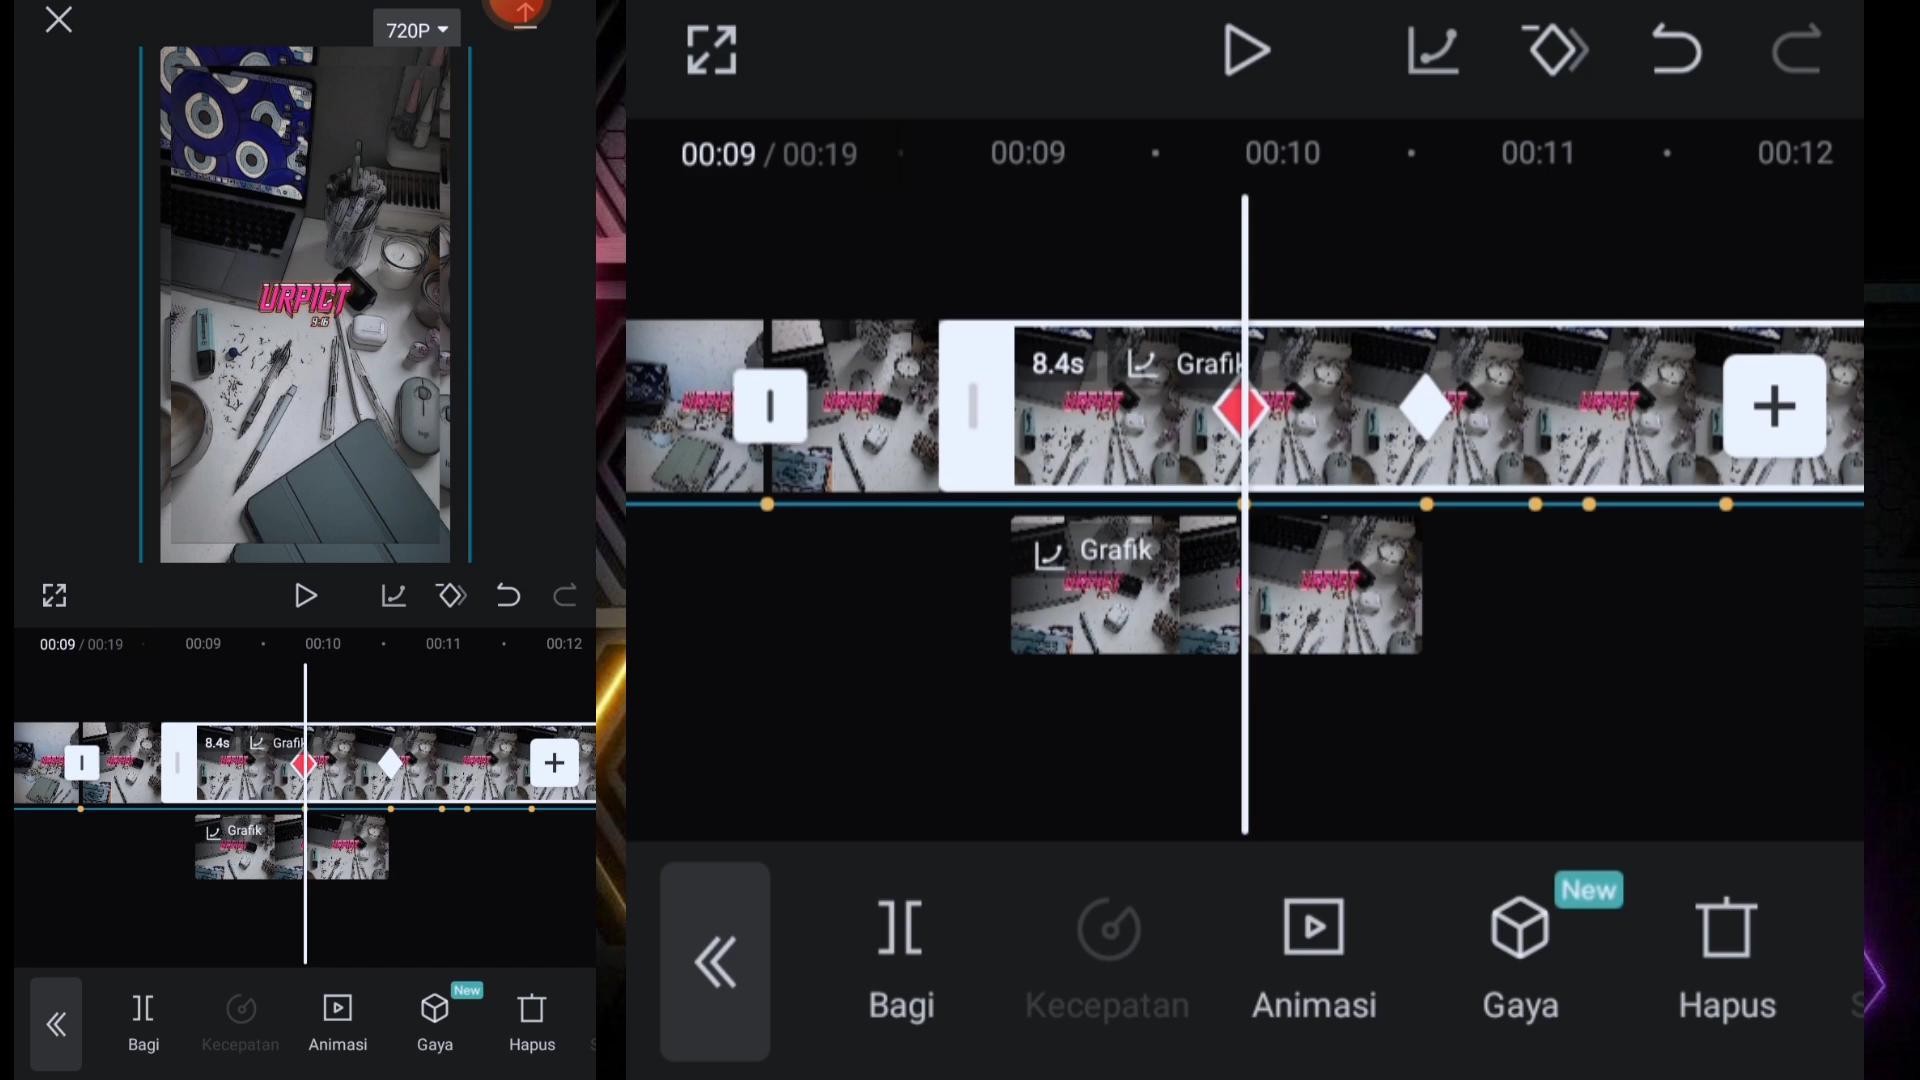 720P
URPICT
9:16
00:09 / 00:19
00:09
00:10
00:11
00:12
8.4s
Grafik
Grafik
Bagi
Kecepatan
Animasi
New
Gaya
Hapus
00:09 / 00:19
00:09
00:10
00:11
00:12
8.4s
Grafik
Grafik
Bagi
Kecepatan
Animasi
New
Gaya
Hapus